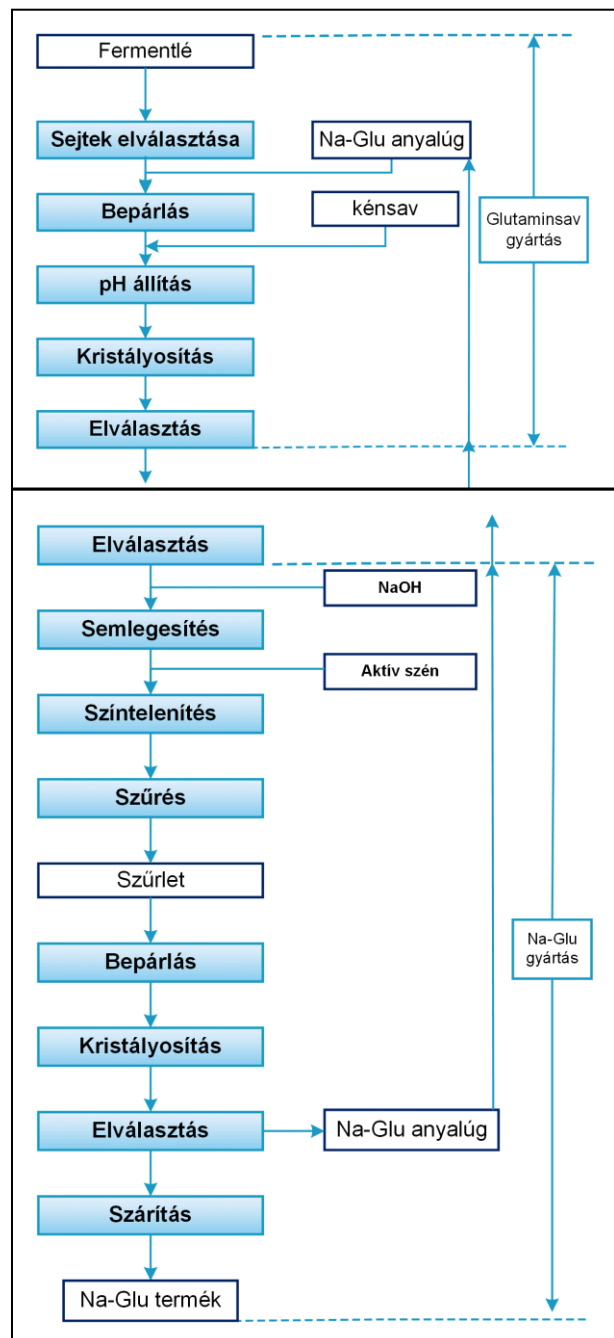 Fermentlé
Sejtek elválasztása
Na-Glu anyalúg
Bepárlás
kénsav
Glutaminsav
gyártás
pH állítás
Kristályosítás
Elválasztás
Elválasztás
NaOH
Semlegesítés
Aktív szén
Színtelenítés
Szűrés
Szűrlet
Na-Glu
gyártás
Bepárlás
Kristályosítás
Elválasztás
Na-Glu anyalúg
Szárítás
Na-Glu termék